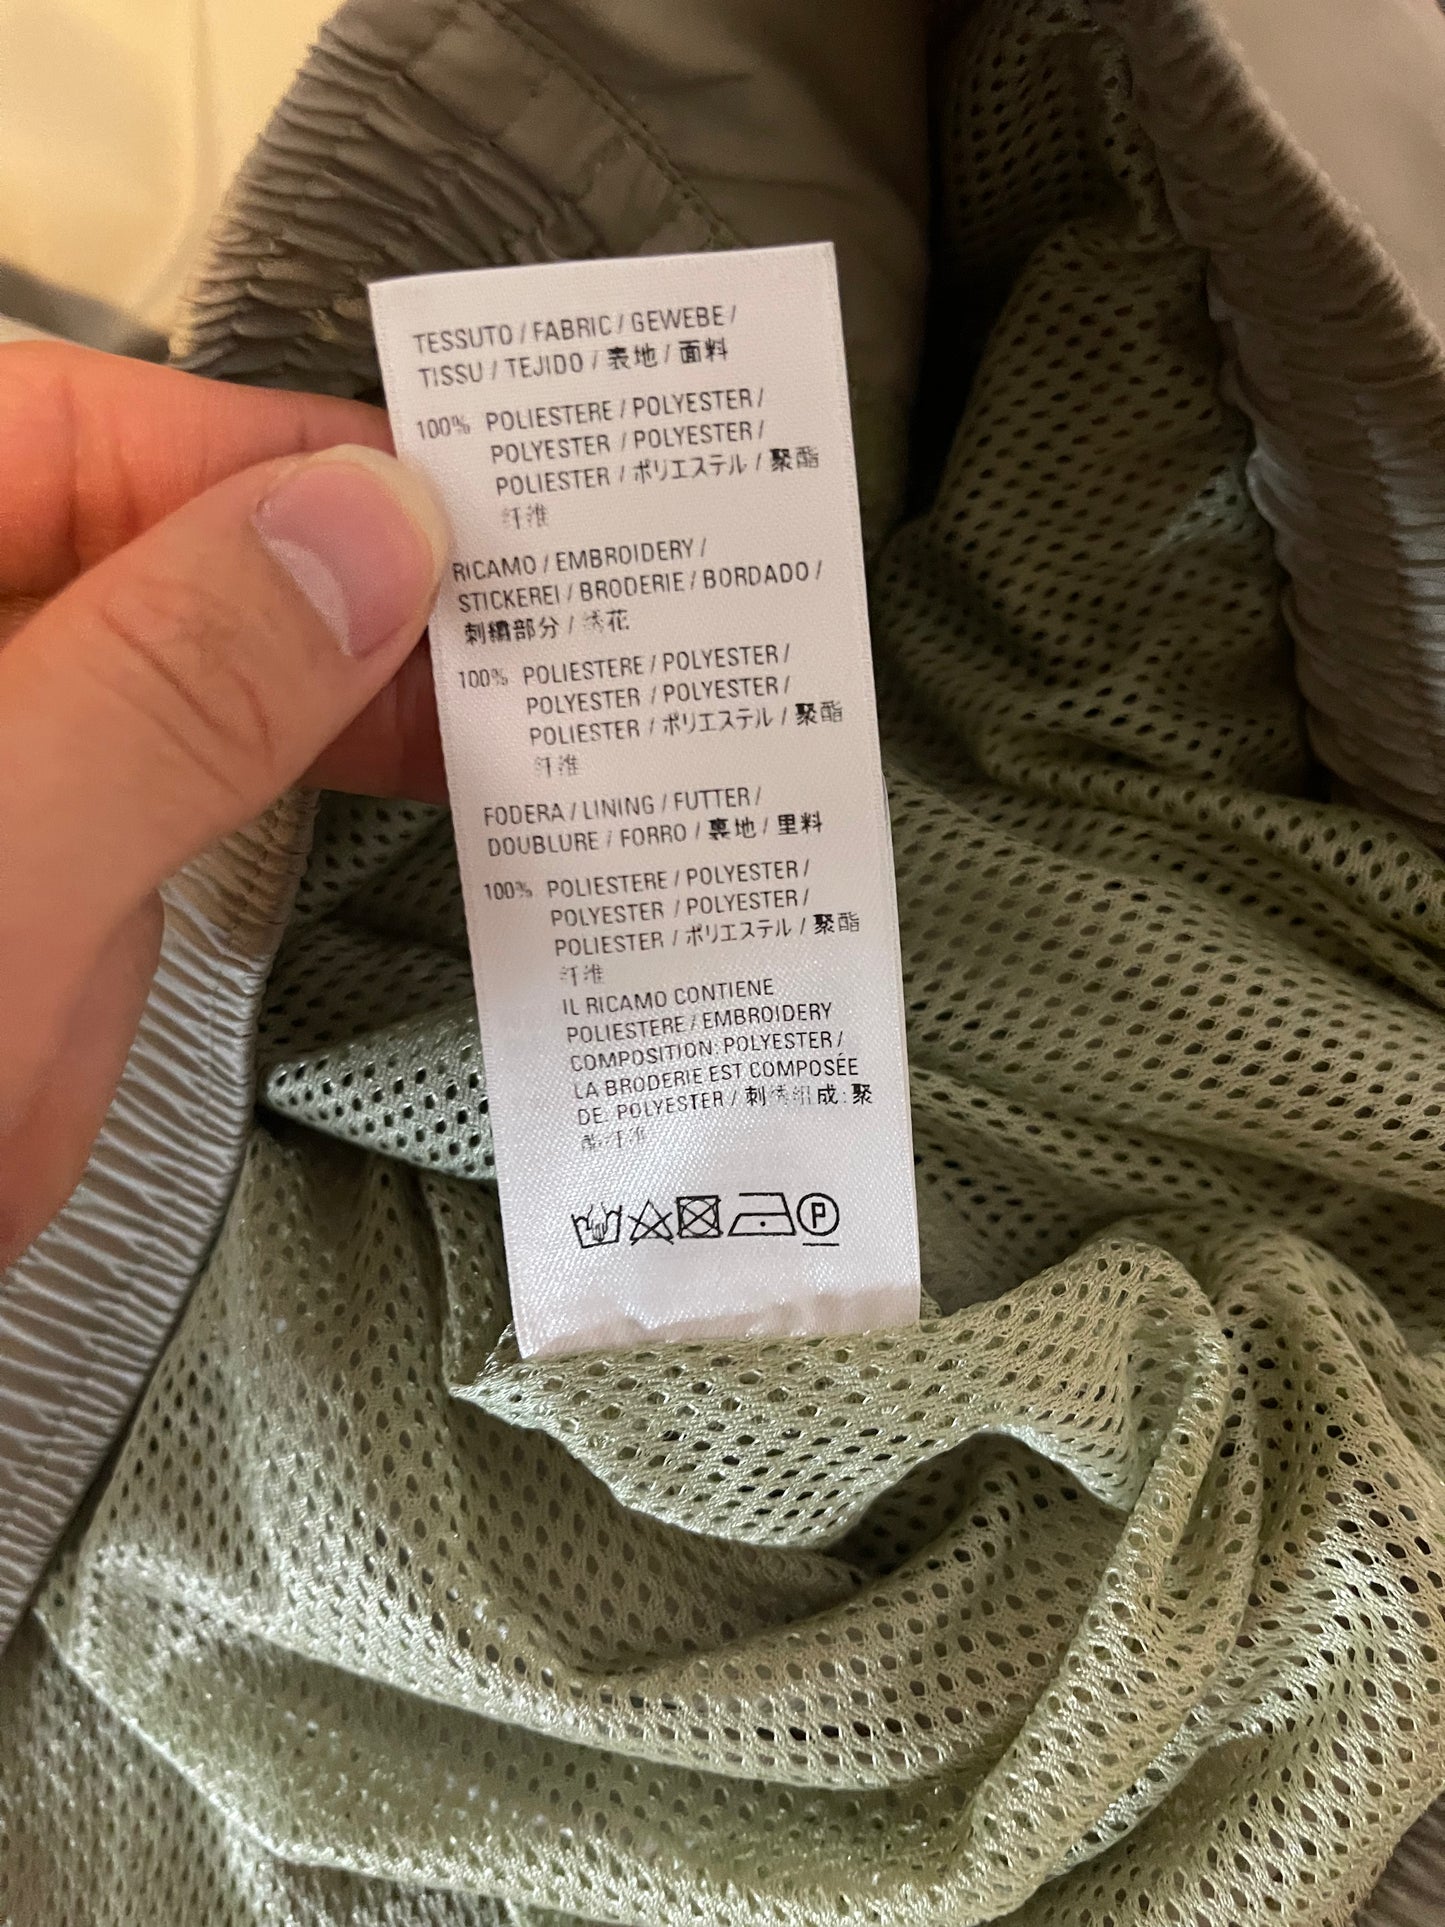 TESSUTO / FABRIC / GEWEBE /
TISSU / TEJIDO / 表地 / 面料
100% POLIESTERE / POLYESTER /
POLYESTER / POLYESTER /
POLIESTER / ポリエステル / 聚酯
纤维
RICAMO / EMBROIDERY /
STICKEREI / BRODERIE / BORDADO /
刺繍部分 / 绣花
100% POLIESTERE / POLYESTER /
POLYESTER / POLYESTER /
POLIESTER / ポリエステル / 聚酯
纤维
FODERA / LINING / FUTTER /
DOUBLURE / FORRO / 裏地 / 里料
100% POLIESTERE / POLYESTER /
POLYESTER / POLYESTER /
POLIESTER / ポリエステル / 聚酯
纤维
IL RICAMO CONTIENE
POLIESTERE / EMBROIDERY
COMPOSITION: POLYESTER /
LA BRODERIE EST COMPOSÉE
DE: POLYESTER / 刺绣组成: 聚
酯纤维
P